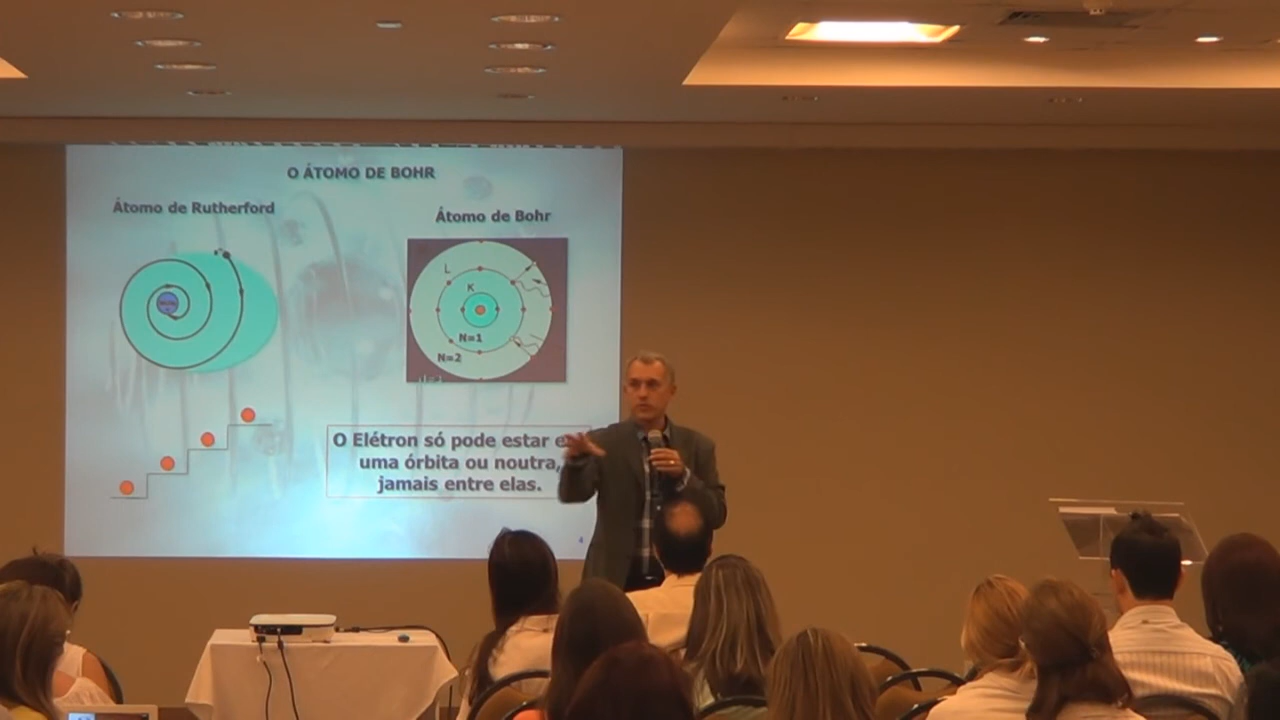 O ÁTOMO DE BOHR
Átomo de Rutherford
Átomo de Bohr
L
K
N=1
N=2
O Elétron só pode estar
uma órbita ou noutra,
jamais entre elas.
4